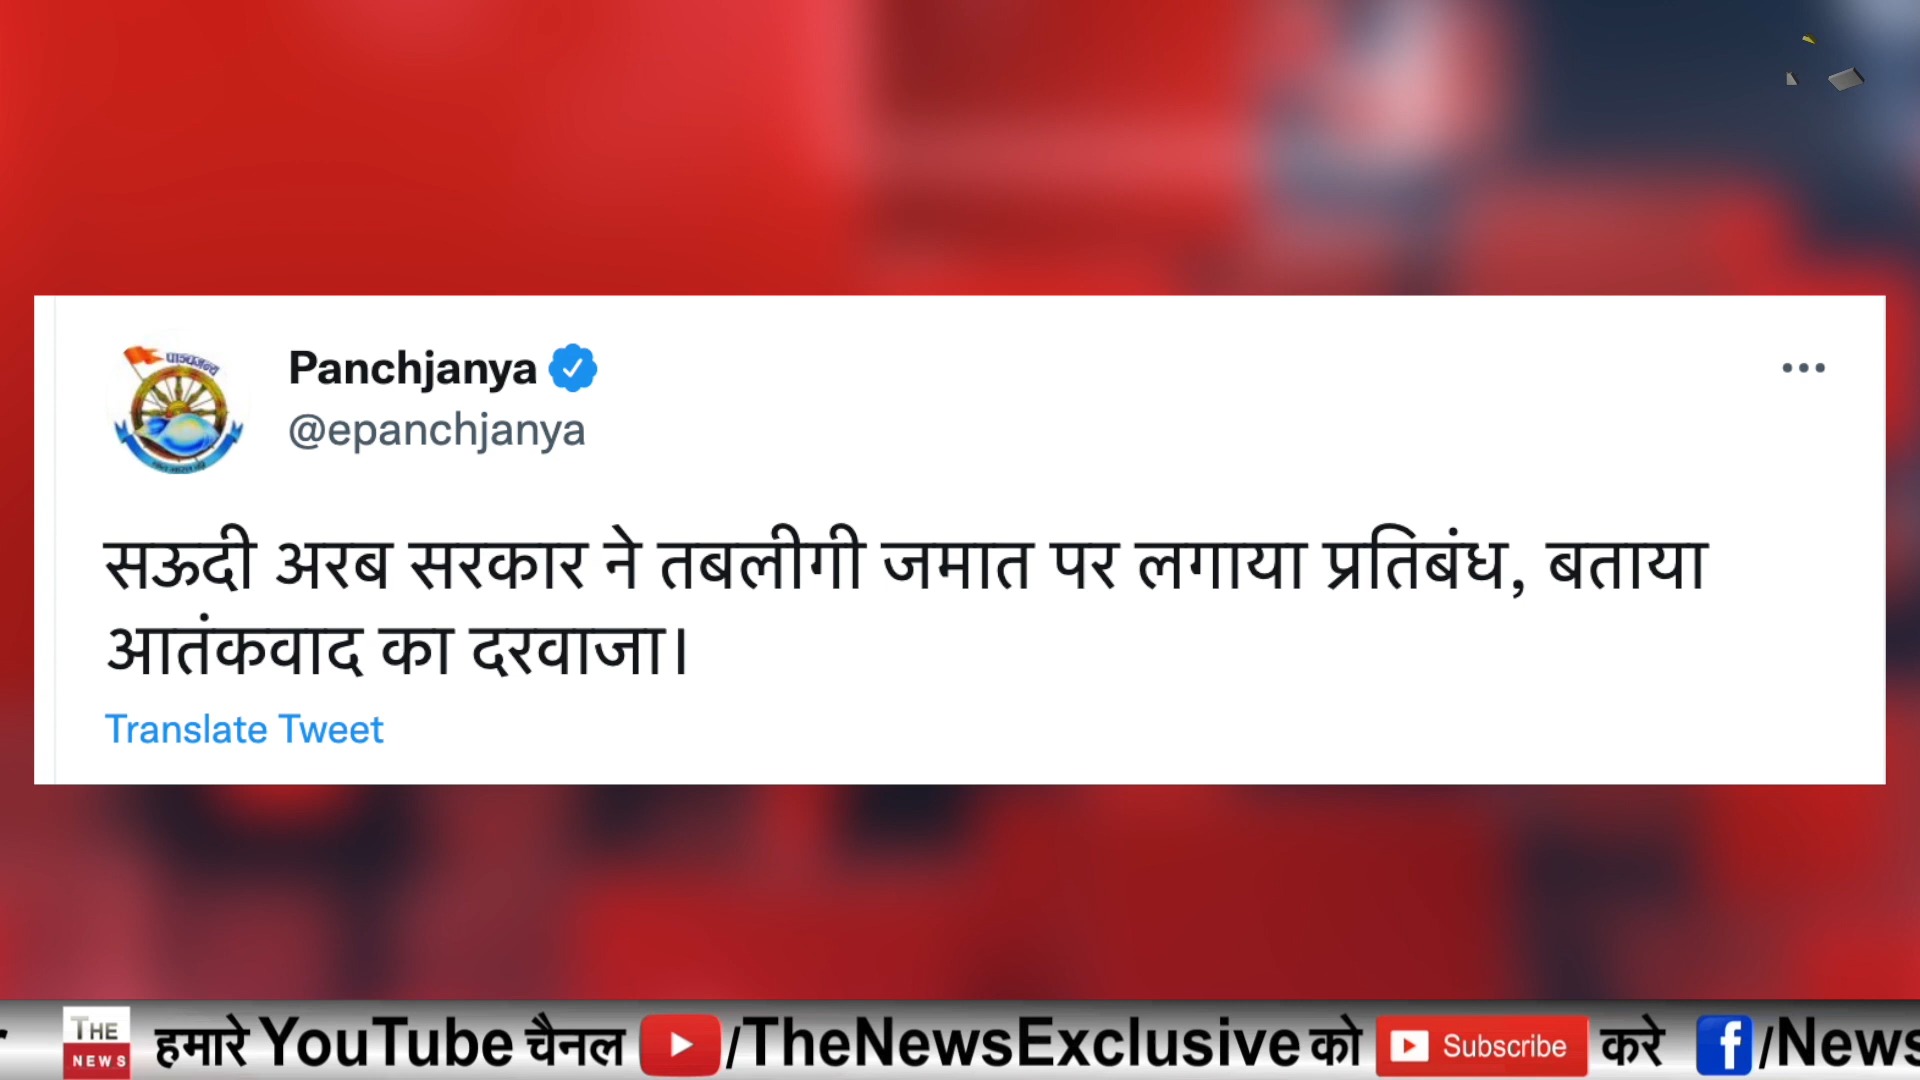 Panchjanya
@epanchjanya
सऊदी अरब सरकार ने तबलीगी जमात पर लगाया प्रतिबंध, बताया
आतंकवाद का दरवाजा।
Translate Tweet
THE
NEWS
हमारे YouTube चैनल /TheNewsExclusive को Subscribe करे f/News